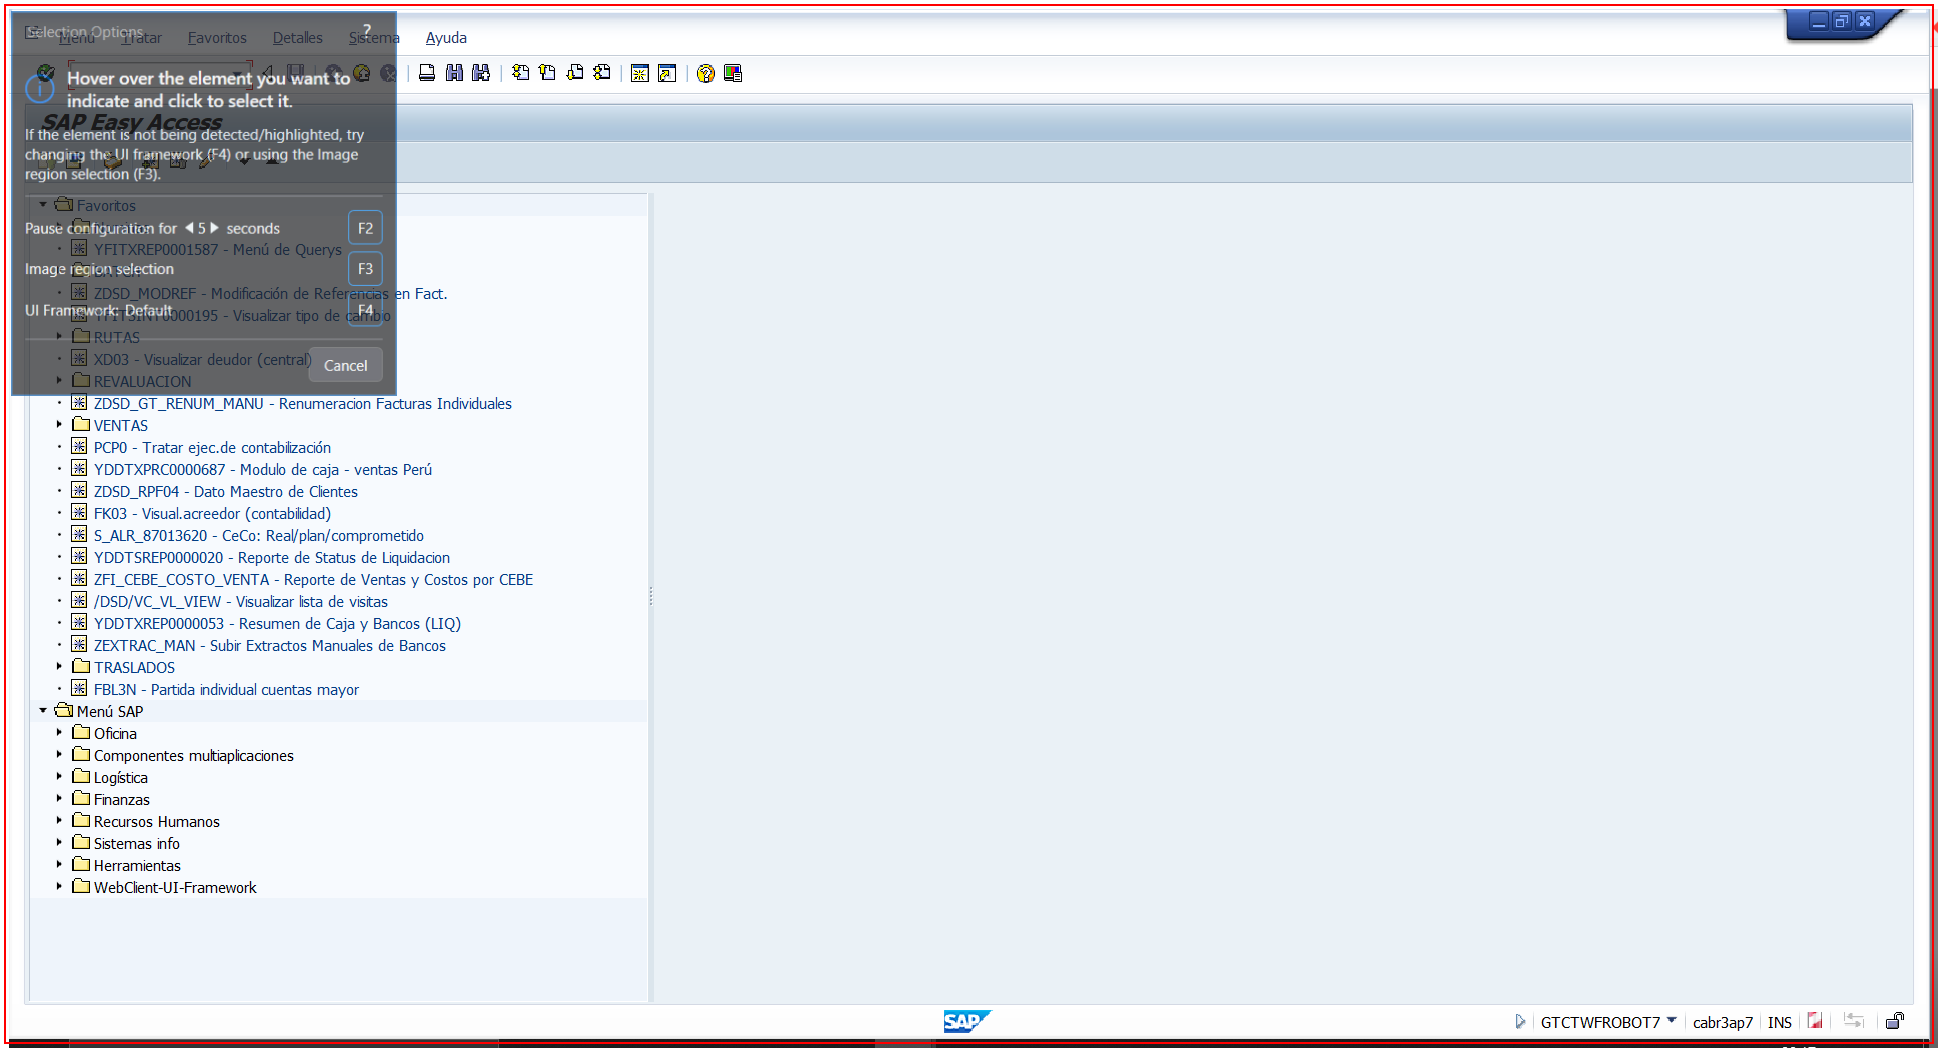 Selection Options ?
Menú Tratar Favoritos Detalles Sistema Ayuda
Hover over the element you want to
indicate and click to select it.
SAP Easy Access
If the element is not being detected/highlighted, try
changing the UI framework (F4) or using the Image
region selection (F3).
Favoritos
Pause configuration for 5 seconds F2
YFITXREP0001587 - Menú de Querys
Image region selection F3
ZDSD_MODREF - Modificación de Referencias en Fact.
UI Framework: Default F4
YFITSINT0000195 - Visualizar tipo de cambio
RUTAS
XD03 - Visualizar deudor (central)
Cancel
REVALUACION
ZDSD_GT_RENUM_MANU - Renumeracion Facturas Individuales
VENTAS
PCP0 - Tratar ejec.de contabilización
YDDTXPRC0000687 - Modulo de caja - ventas Perú
ZDSD_RPF04 - Dato Maestro de Clientes
FK03 - Visual.acreedor (contabilidad)
S_ALR_87013620 - CeCo: Real/plan/comprometido
YDDTSREP0000020 - Reporte de Status de Liquidacion
ZFI_CEBE_COSTO_VENTA - Reporte de Ventas y Costos por CEBE
/DSD/VC_VL_VIEW - Visualizar lista de visitas
YDDTXREP0000053 - Resumen de Caja y Bancos (LIQ)
ZEXTRAC_MAN - Subir Extractos Manuales de Bancos
TRASLADOS
FBL3N - Partida individual cuentas mayor
Menú SAP
Oficina
Componentes multiaplicaciones
Logística
Finanzas
Recursos Humanos
Sistemas info
Herramientas
WebClient-UI-Framework
SAP
GTCTWFROBOT7 cabr3ap7 INS